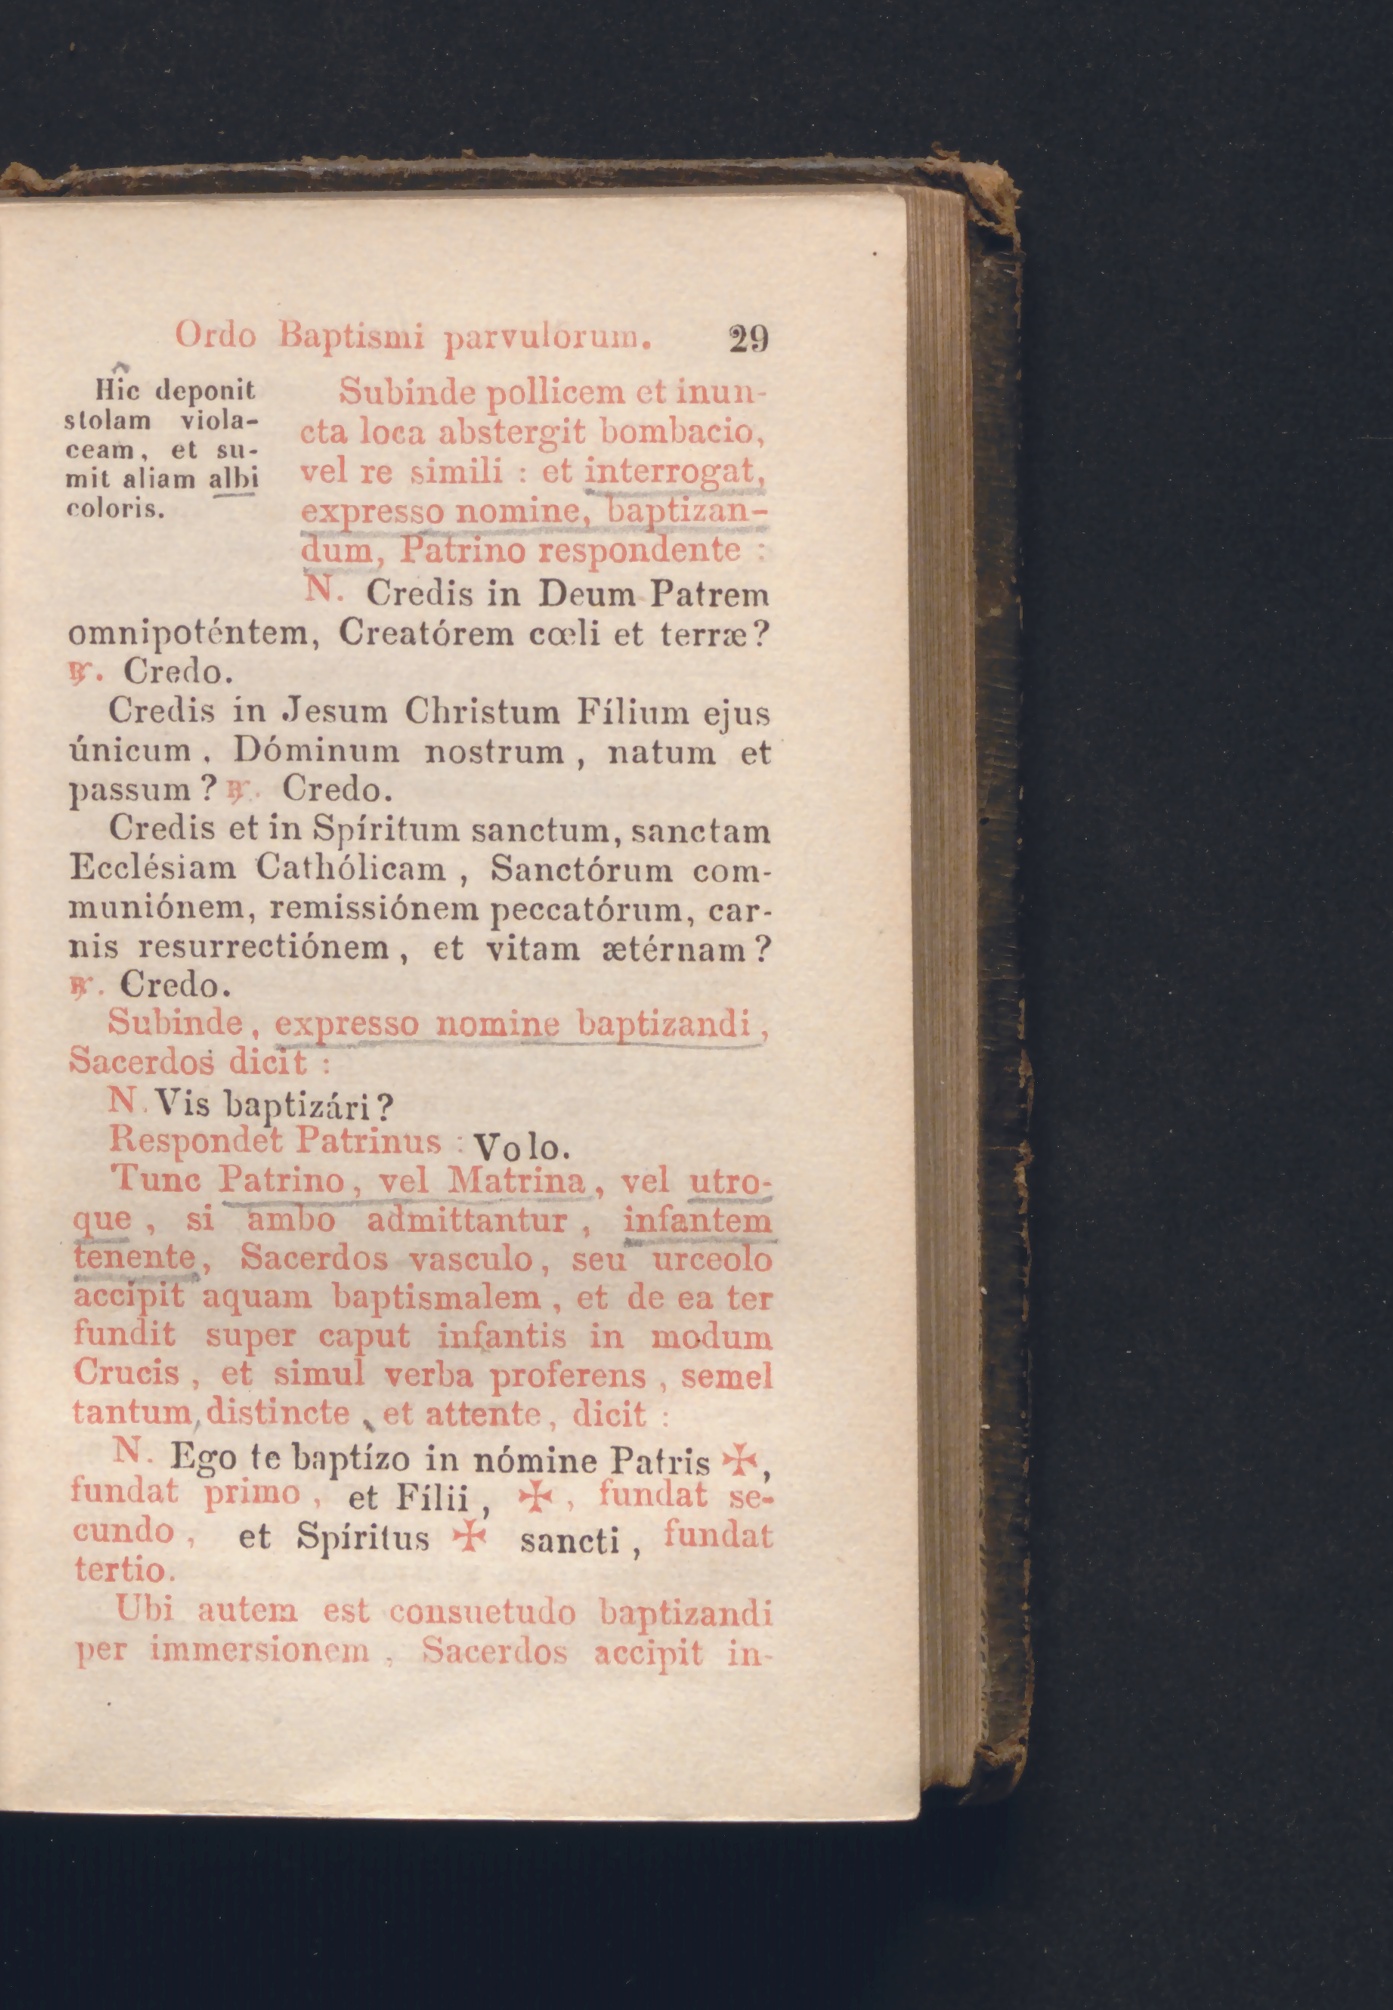 Ordo Baptismi parvulorum. 29
Hîc deponit
stolam viola-
ceam, et su-
mit aliam albi
coloris.
Subinde pollicem et inun-
cta loca abstergit bombacio,
vel re simili : et interrogat,
expresso nomine, baptizan-
dum, Patrino respondente :
N. Credis in Deum Patrem
omnipoténtem, Creatórem cœli et terræ?
℟. Credo.
Credis in Jesum Christum Fílium ejus
únicum, Dóminum nostrum, natum et
passum? ℟. Credo.
Credis et in Spíritum sanctum, sanctam
Ecclésiam Cathólicam, Sanctórum com-
muniónem, remissiónem peccatórum, car-
nis resurrectiónem, et vitam ætérnam?
℟. Credo.
Subinde, expresso nomine baptizandi,
Sacerdos dicit :
N. Vis baptizári?
Respondet Patrinus : Volo.
Tunc Patrino, vel Matrina, vel utro-
que, si ambo admittantur, infantem
tenente, Sacerdos vasculo, seu urceolo
accipit aquam baptismalem, et de ea ter
fundit super caput infantis in modum
Crucis, et simul verba proferens, semel
tantum, distincte, et attente, dicit :
N. Ego te baptízo in nómine Patris ✠,
fundat primo, et Fílii, ✠, fundat se-
cundo, et Spíritus ✠ sancti, fundat
tertio.
Ubi autem est consuetudo baptizandi
per immersionem, Sacerdos accipit in-